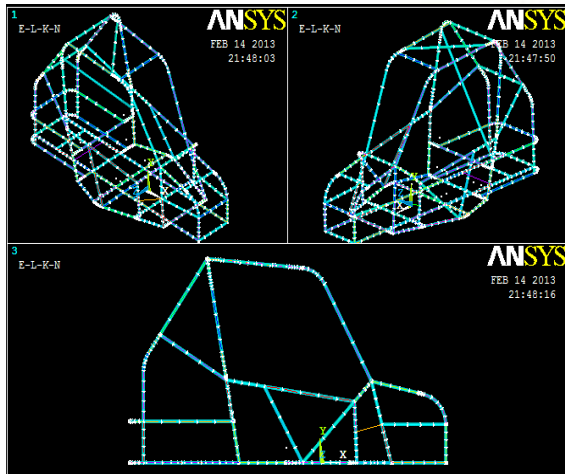 1
E-L-K-N
ANSYS
FEB 14 2013
21:48:03
2
E-L-K-N
ANSYS
FEB 14 2013
21:47:50
3
E-L-K-N
ANSYS
FEB 14 2013
21:48:16
Y
X